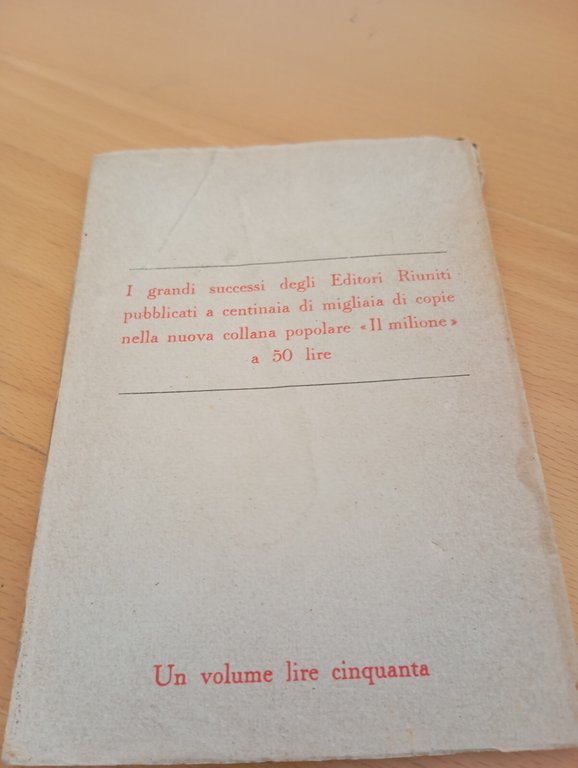 I grandi successi degli Editori Riuniti
pubblicati a centinaia di migliaia di copie
nella nuova collana popolare «Il milione»
a 50 lire
Un volume lire cinquanta